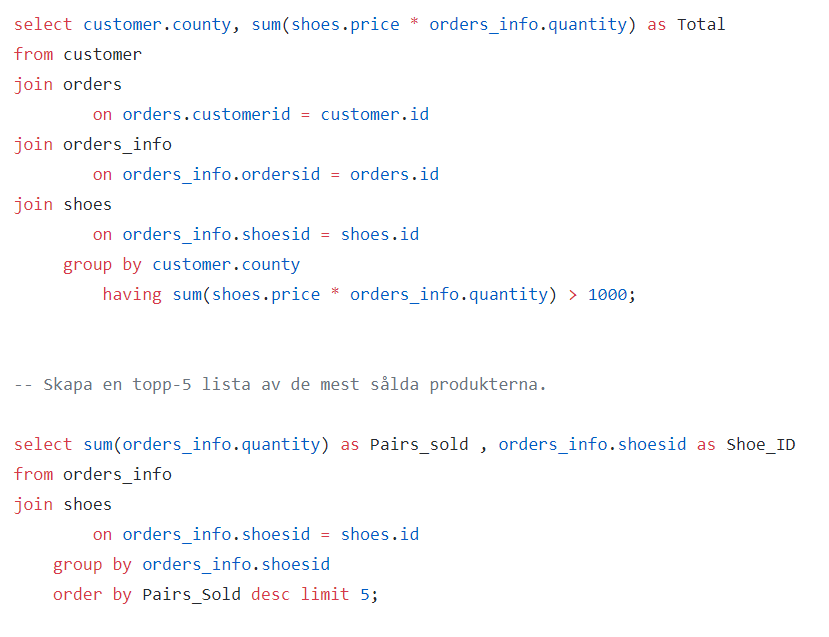 select customer.county, sum(shoes.price * orders_info.quantity) as Total
from customer
join orders
        on orders.customerid = customer.id
join orders_info
        on orders_info.ordersid = orders.id
join shoes
        on orders_info.shoesid = shoes.id
     group by customer.county
         having sum(shoes.price * orders_info.quantity) > 1000;
-- Skapa en topp-5 lista av de mest sålda produkterna.
select sum(orders_info.quantity) as Pairs_sold , orders_info.shoesid as Shoe_ID
from orders_info
join shoes
        on orders_info.shoesid = shoes.id
    group by orders_info.shoesid
    order by Pairs_Sold desc limit 5;